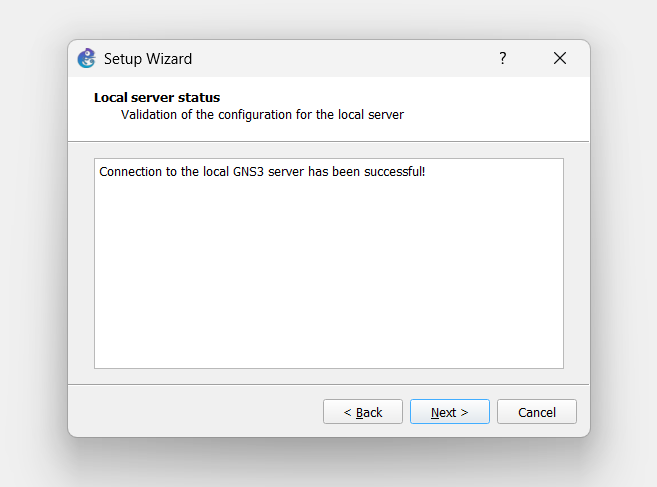 Setup Wizard
?
Local server status
Validation of the configuration for the local server
Connection to the local GNS3 server has been successful!
< Back
Next >
Cancel